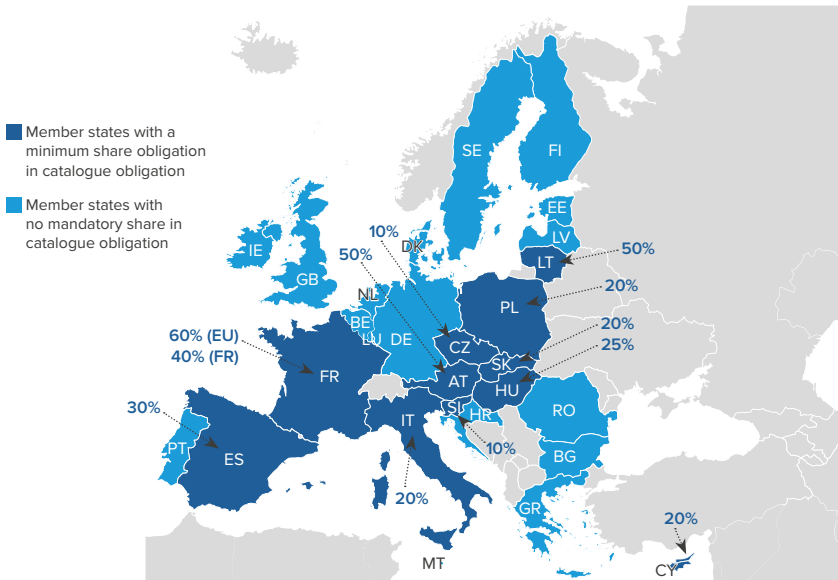 Member states with a
minimum share obligation
in catalogue obligation
Member states with
no mandatory share in
catalogue obligation
SE
FI
EE
LV
LT
50%
10%
DK
50%
IE
GB
NL
20%
PL
BE
LU
DE
60% (EU)
40% (FR)
20%
25%
CZ
SK
FR
AT
HU
30%
SI
HR
RO
IT
PT
ES
10%
BG
20%
GR
20%
MT
CY